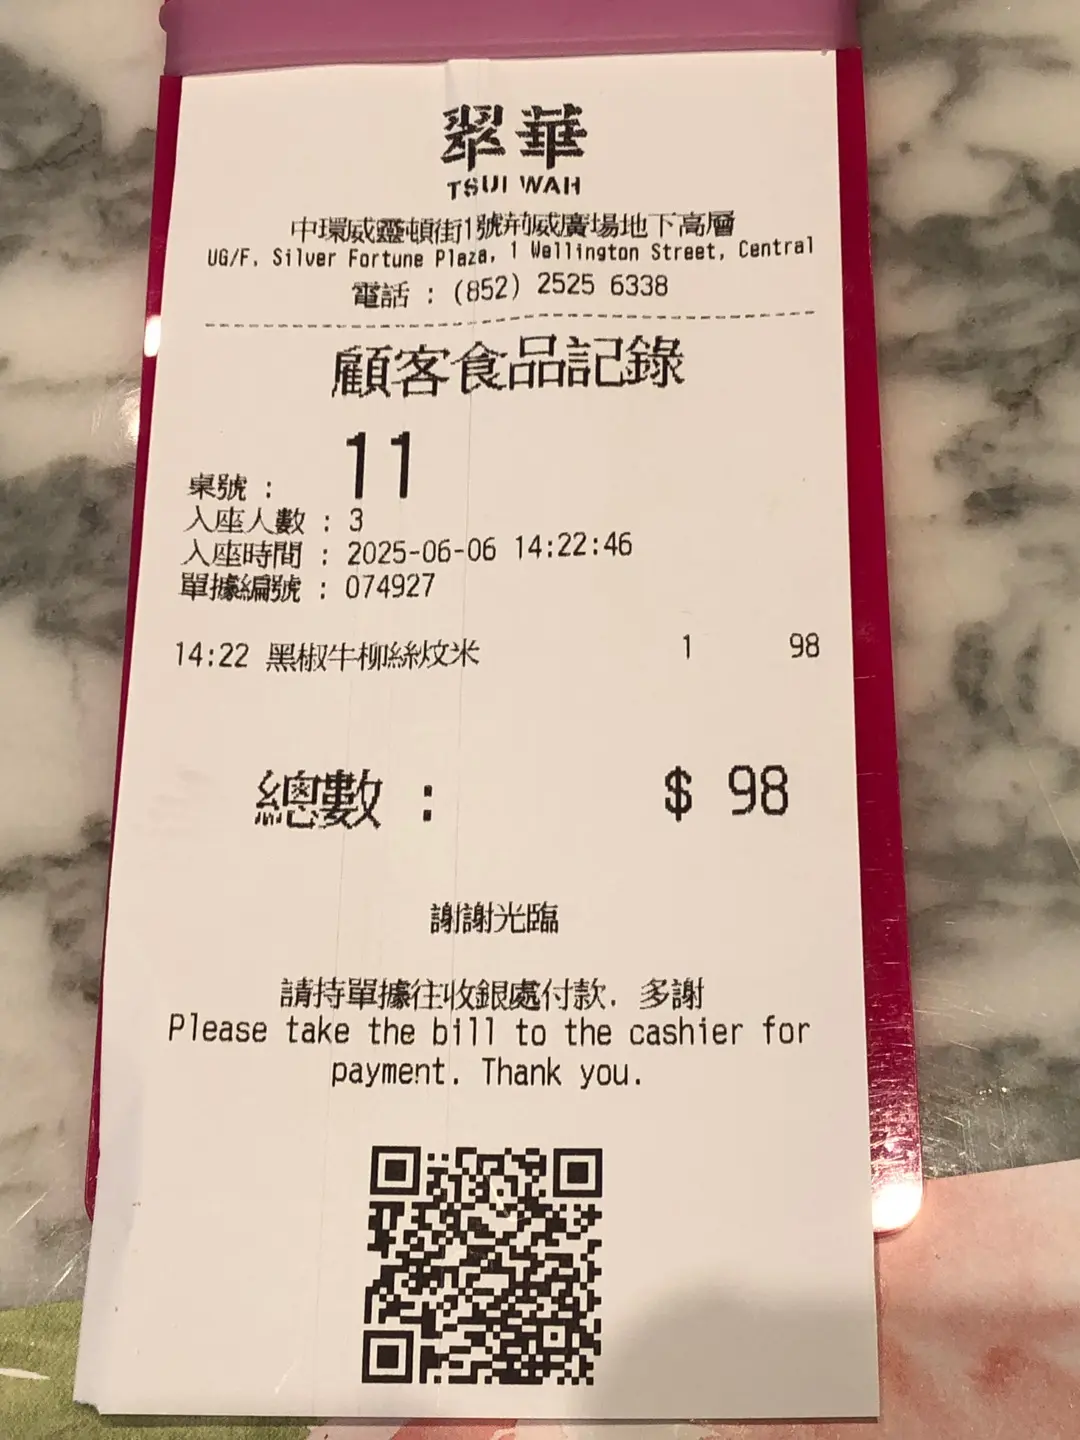 翠華
TSUI WAH
中環威靈頓街1號荊威廣場地下高層
UG/F, Silver Fortune Plaza, 1 Wellington Street, Central
電話 : (852) 2525 6338
顧客食品記錄
桌號 : 11
入座人數 : 3
入座時間 : 2025-06-06 14:22:46
單據編號 : 074927
14:22 黑椒牛柳絲炆米 1 98
總數 : $ 98
謝謝光臨
請持單據往收銀處付款. 多謝
Please take the bill to the cashier for
payment. Thank you.